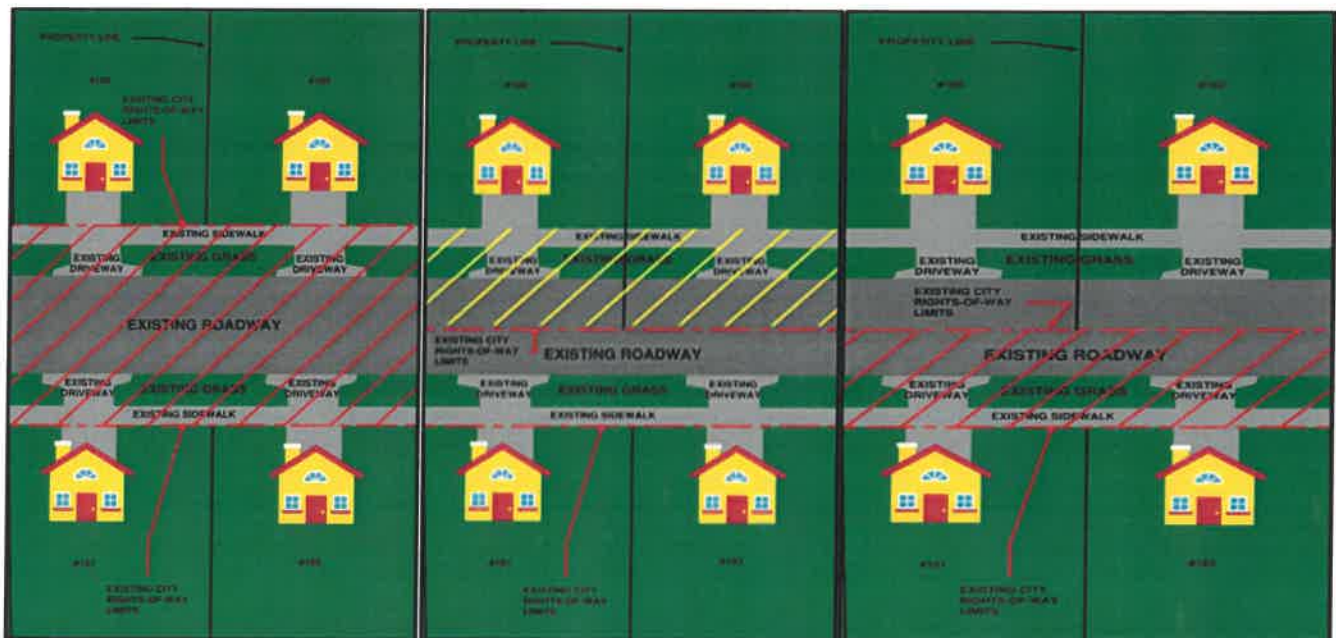 PROPERTY LINE
EXISTING CITY
RIGHTS-OF-WAY
LIMITS
EXISTING SIDEWALK
EXISTING GRASS
EXISTING
DRIVEWAY
EXISTING
DRIVEWAY
EXISTING ROADWAY
EXISTING
DRIVEWAY
EXISTING GRASS
EXISTING
DRIVEWAY
EXISTING SIDEWALK
EXISTING CITY
RIGHTS-OF-WAY
LIMITS
PROPERTY LINE
EXISTING SIDEWALK
EXISTING GRASS
EXISTING
DRIVEWAY
EXISTING
DRIVEWAY
EXISTING CITY
RIGHTS-OF-WAY
LIMITS
EXISTING ROADWAY
EXISTING
DRIVEWAY
EXISTING GRASS
EXISTING
DRIVEWAY
EXISTING SIDEWALK
EXISTING CITY
RIGHTS-OF-WAY
LIMITS
PROPERTY LINE
EXISTING SIDEWALK
EXISTING
DRIVEWAY
EXISTING GRASS
EXISTING
DRIVEWAY
EXISTING CITY
RIGHTS-OF-WAY
LIMITS
EXISTING ROADWAY
EXISTING
DRIVEWAY
EXISTING GRASS
EXISTING
DRIVEWAY
EXISTING SIDEWALK
EXISTING CITY
RIGHTS-OF-WAY
LIMITS